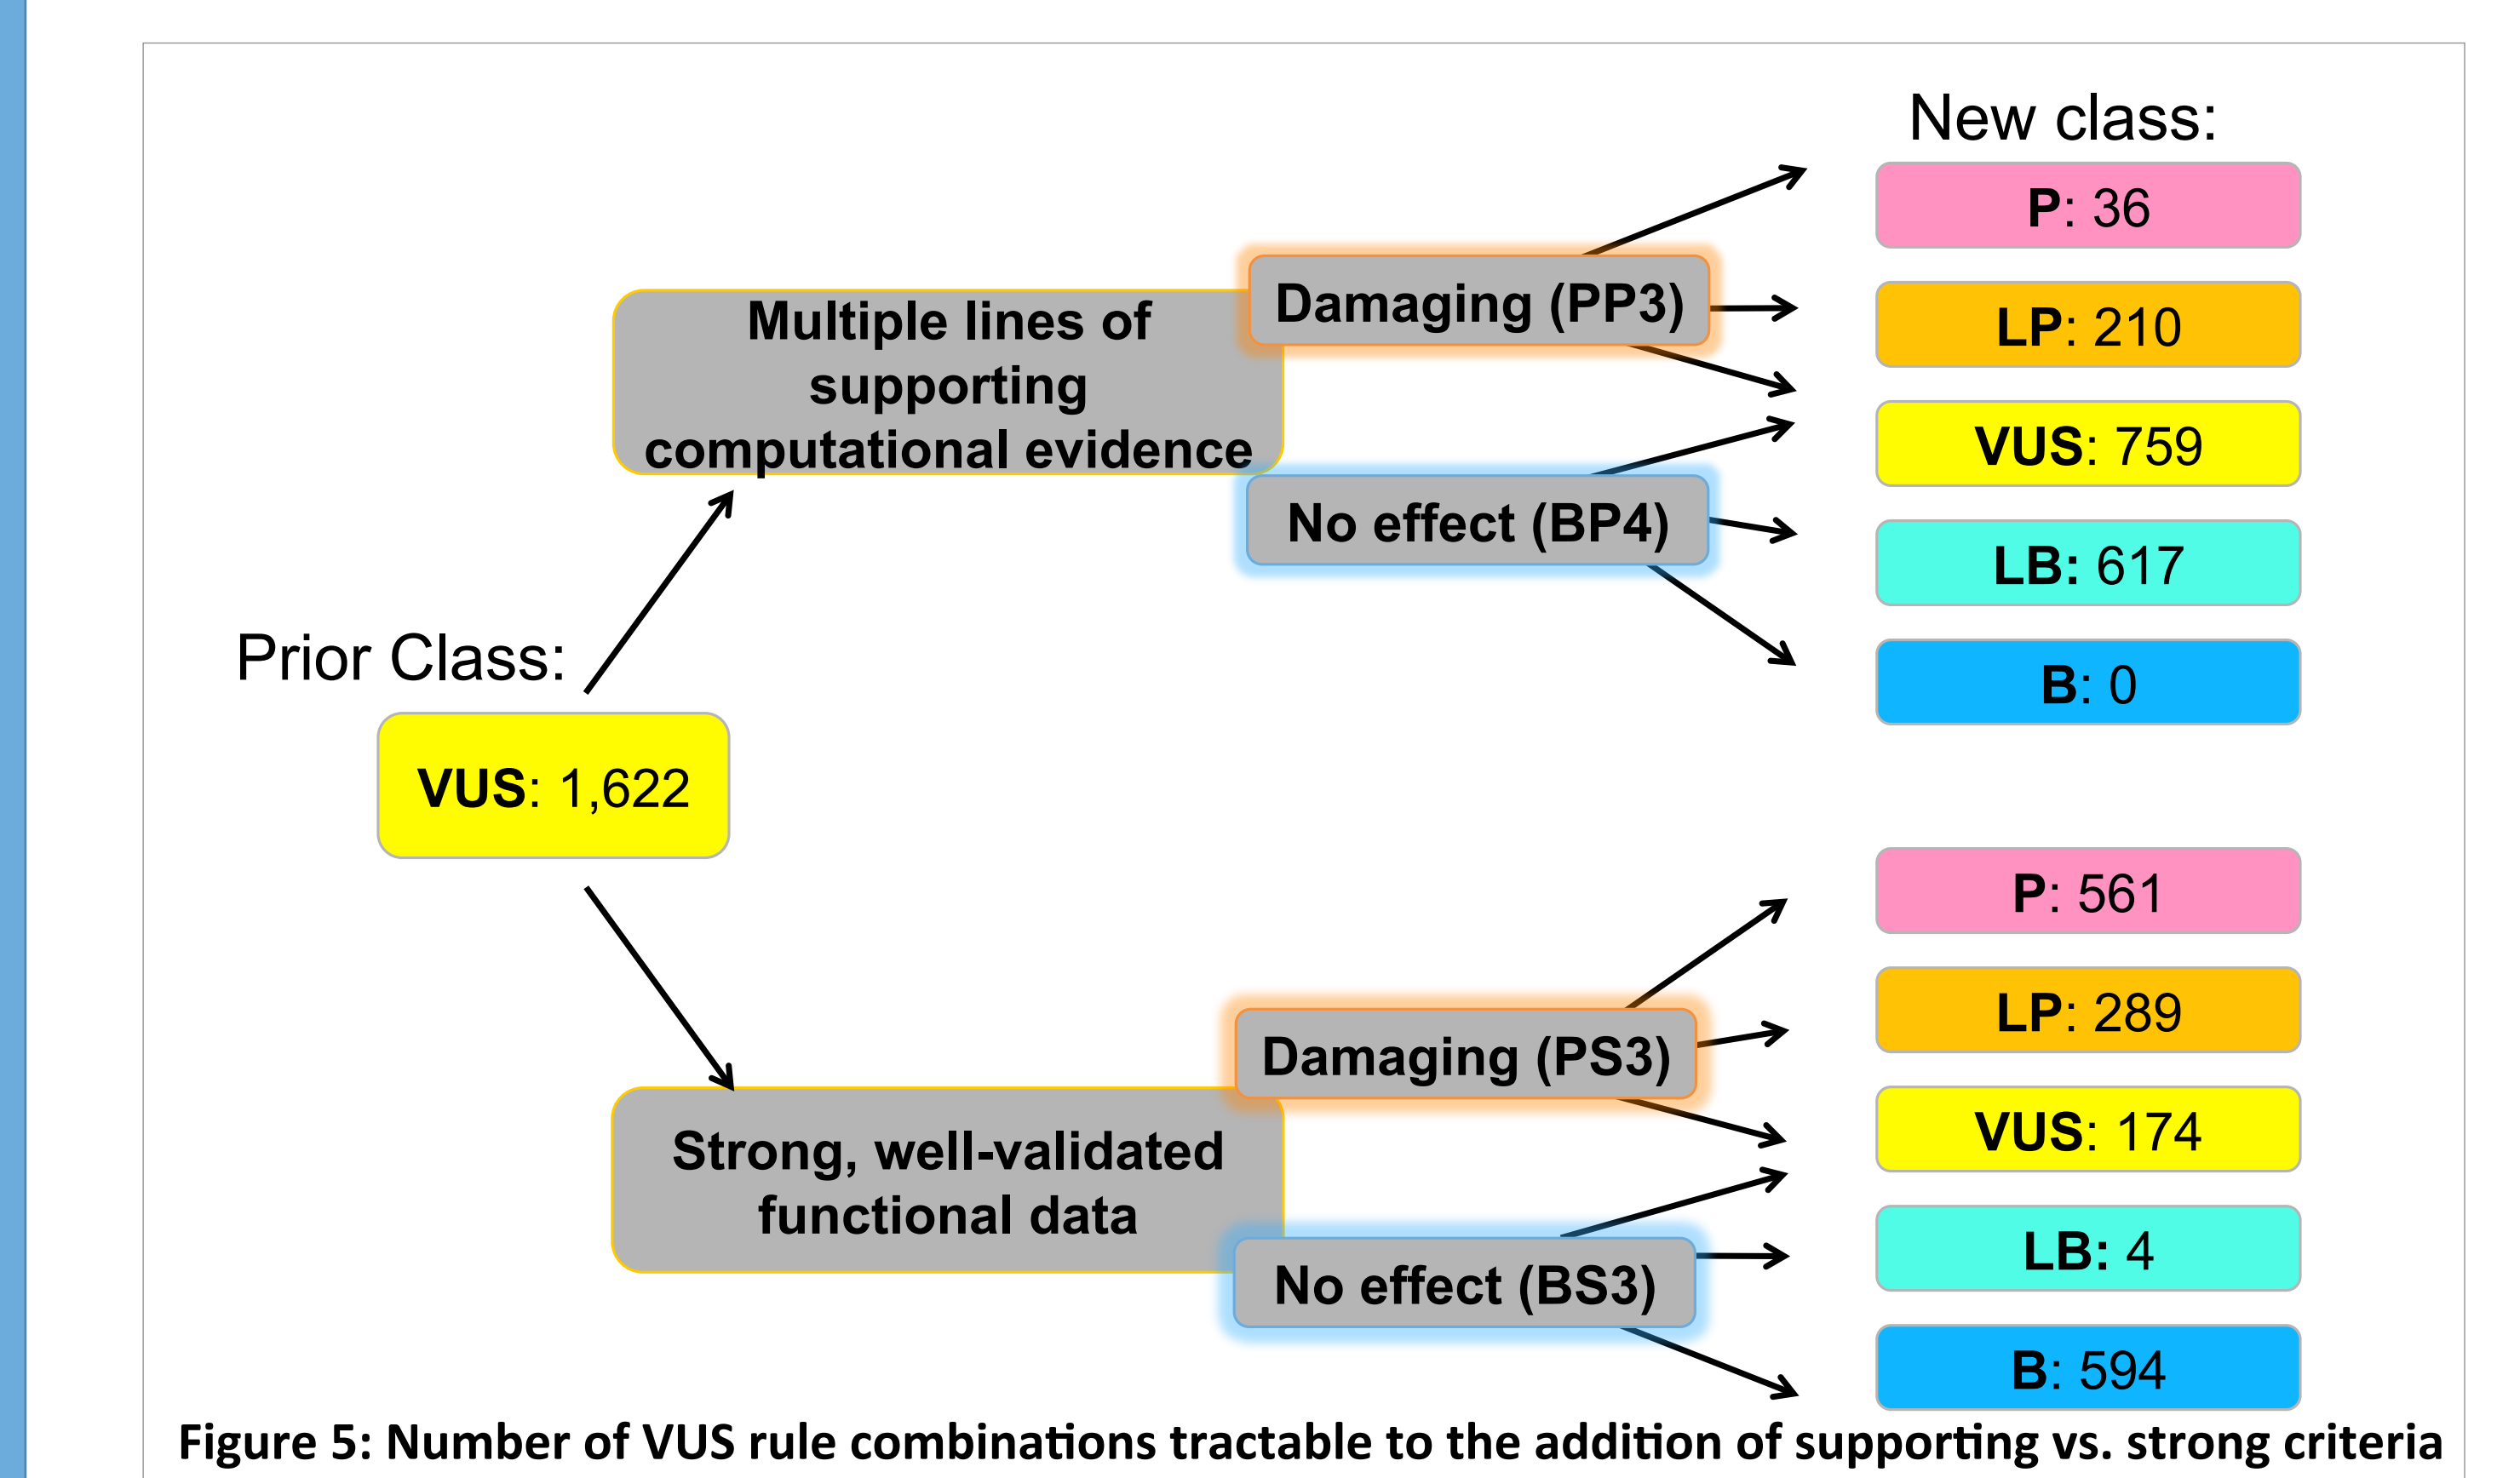 New class:
P: 36
Damaging (PP3)
LP: 210
Multiple lines of
supporting
computational evidence
VUS: 759
No effect (BP4)
LB: 617
Prior Class:
B: 0
VUS: 1,622
P: 561
LP: 289
Damaging (PS3)
VUS: 174
Strong, well-validated
functional data
LB: 4
No effect (BS3)
B: 594
Figure 5: Number of VUS rule combinations tractable to the addition of supporting vs. strong criteria